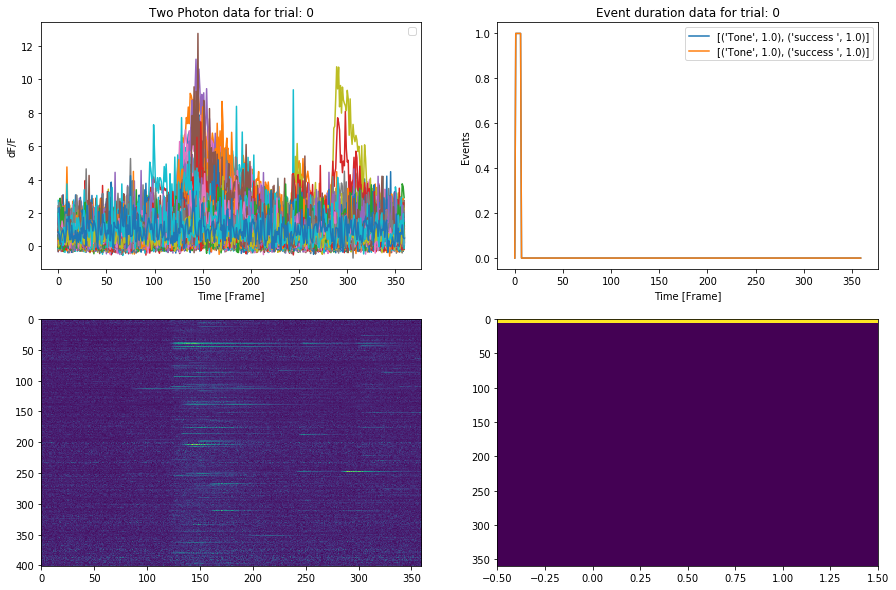 Two Photon data for trial: 0
12
10
8
6
4
2
0
dF/F
0 50 100 150 200 250 300 350
Time [Frame]
Event duration data for trial: 0
[('Tone', 1.0), ('success ', 1.0)]
[('Tone', 1.0), ('success ', 1.0)]
1.0
0.8
0.6
0.4
0.2
0.0
Events
0 50 100 150 200 250 300 350
Time [Frame]
0
50
100
150
200
250
300
350
400
0 50 100 150 200 250 300 350
0
50
100
150
200
250
300
350
−0.50 −0.25 0.00 0.25 0.50 0.75 1.00 1.25 1.50